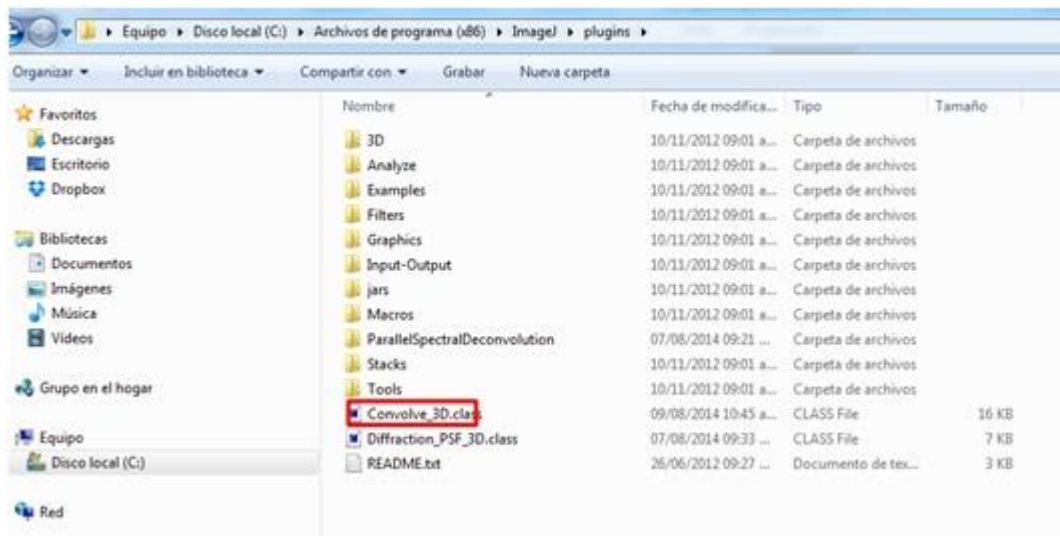 Equipo ▸ Disco local (C:) ▸ Archivos de programa (x86) ▸ ImageJ ▸ plugins ▸
Organizar Incluir en biblioteca Compartir con Grabar Nueva carpeta
Nombre Fecha de modifica... Tipo Tamaño
Favoritos
Descargas
Escritorio
Dropbox
Bibliotecas
Documentos
Imágenes
Música
Vídeos
Grupo en el hogar
Equipo
Disco local (C:)
Red
3D 10/11/2012 09:01 a... Carpeta de archivos
Analyze 10/11/2012 09:01 a... Carpeta de archivos
Examples 10/11/2012 09:01 a... Carpeta de archivos
Filters 10/11/2012 09:01 a... Carpeta de archivos
Graphics 10/11/2012 09:01 a... Carpeta de archivos
Input-Output 10/11/2012 09:01 a... Carpeta de archivos
jars 10/11/2012 09:01 a... Carpeta de archivos
Macros 10/11/2012 09:01 a... Carpeta de archivos
ParallelSpectralDeconvolution 07/08/2014 09:21 ... Carpeta de archivos
Stacks 10/11/2012 09:01 a... Carpeta de archivos
Tools 10/11/2012 09:01 a... Carpeta de archivos
Convolve_3D.class 09/08/2014 10:45 a... CLASS File 16 KB
Diffraction_PSF_3D.class 07/08/2014 09:33 ... CLASS File 7 KB
README.txt 26/06/2012 09:27 ... Documento de tex... 3 KB